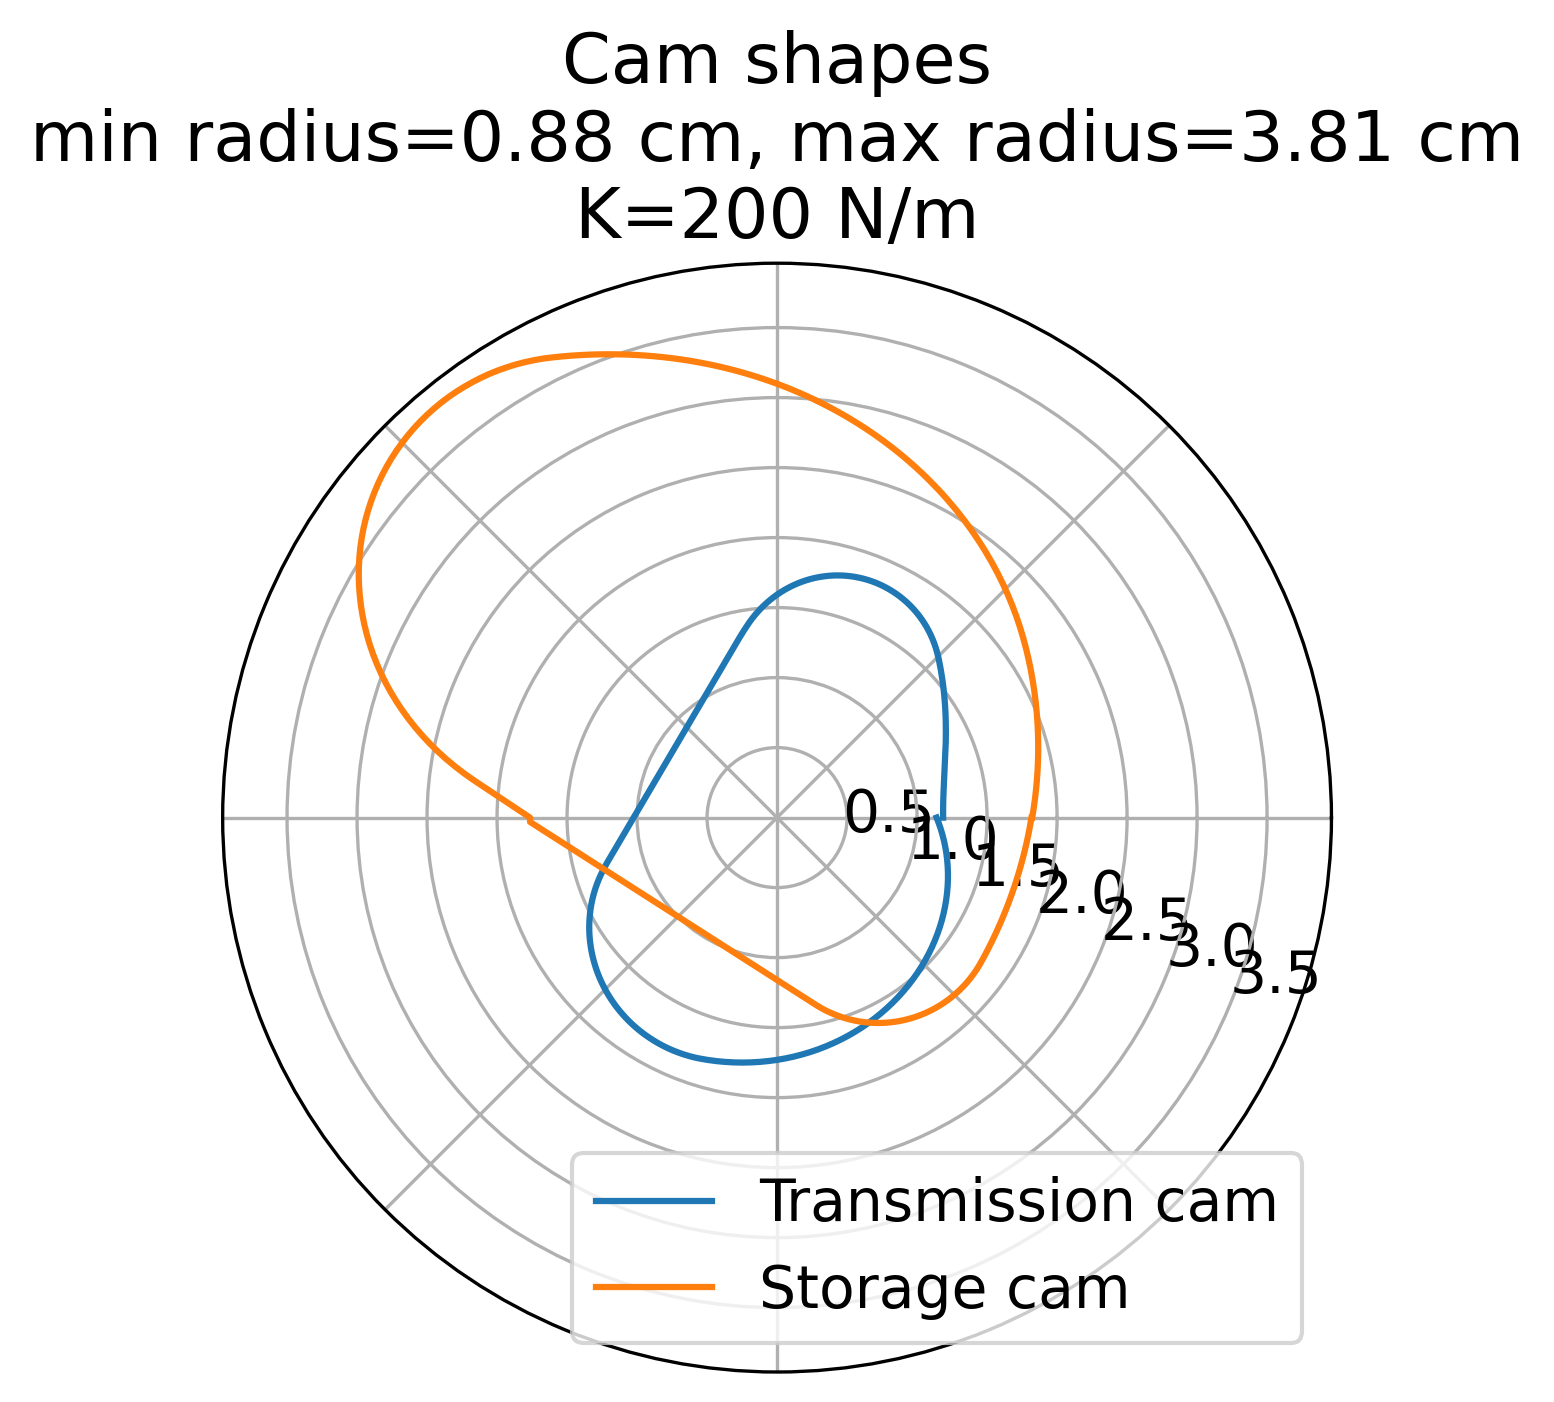 Cam shapes
min radius=0.88 cm, max radius=3.81 cm
K=200 N/m
0.5
1.0
1.5
2.0
2.5
3.0
3.5
Transmission cam
Storage cam